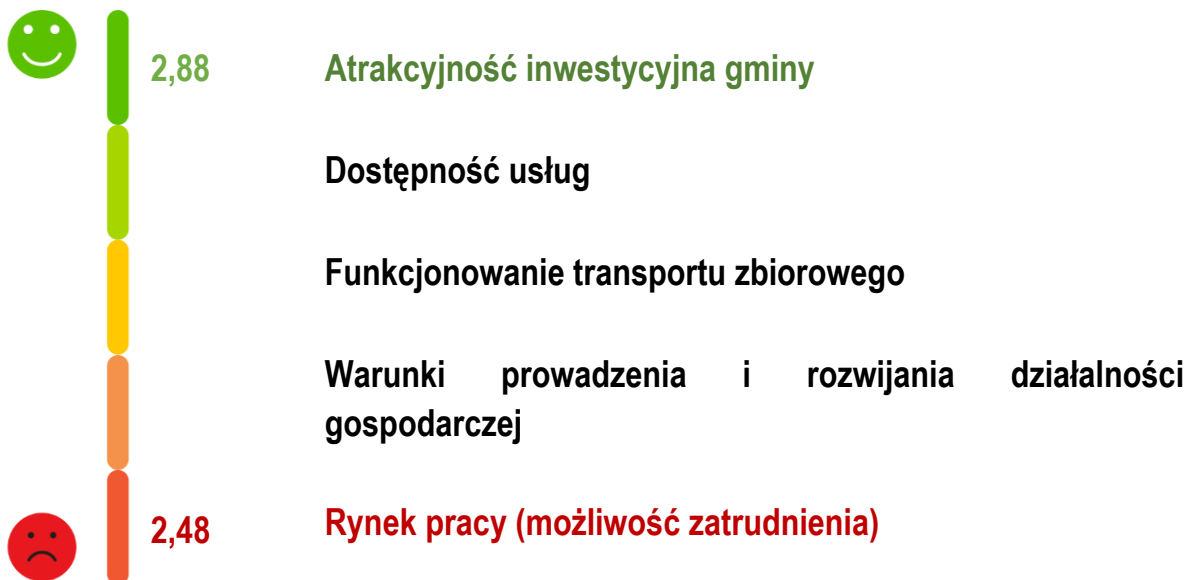 2,88 Atrakcyjność inwestycyjna gminy
Dostępność usług
Funkcjonowanie transportu zbiorowego
Warunki prowadzenia i rozwijania działalności
gospodarczej
2,48 Rynek pracy (możliwość zatrudnienia)